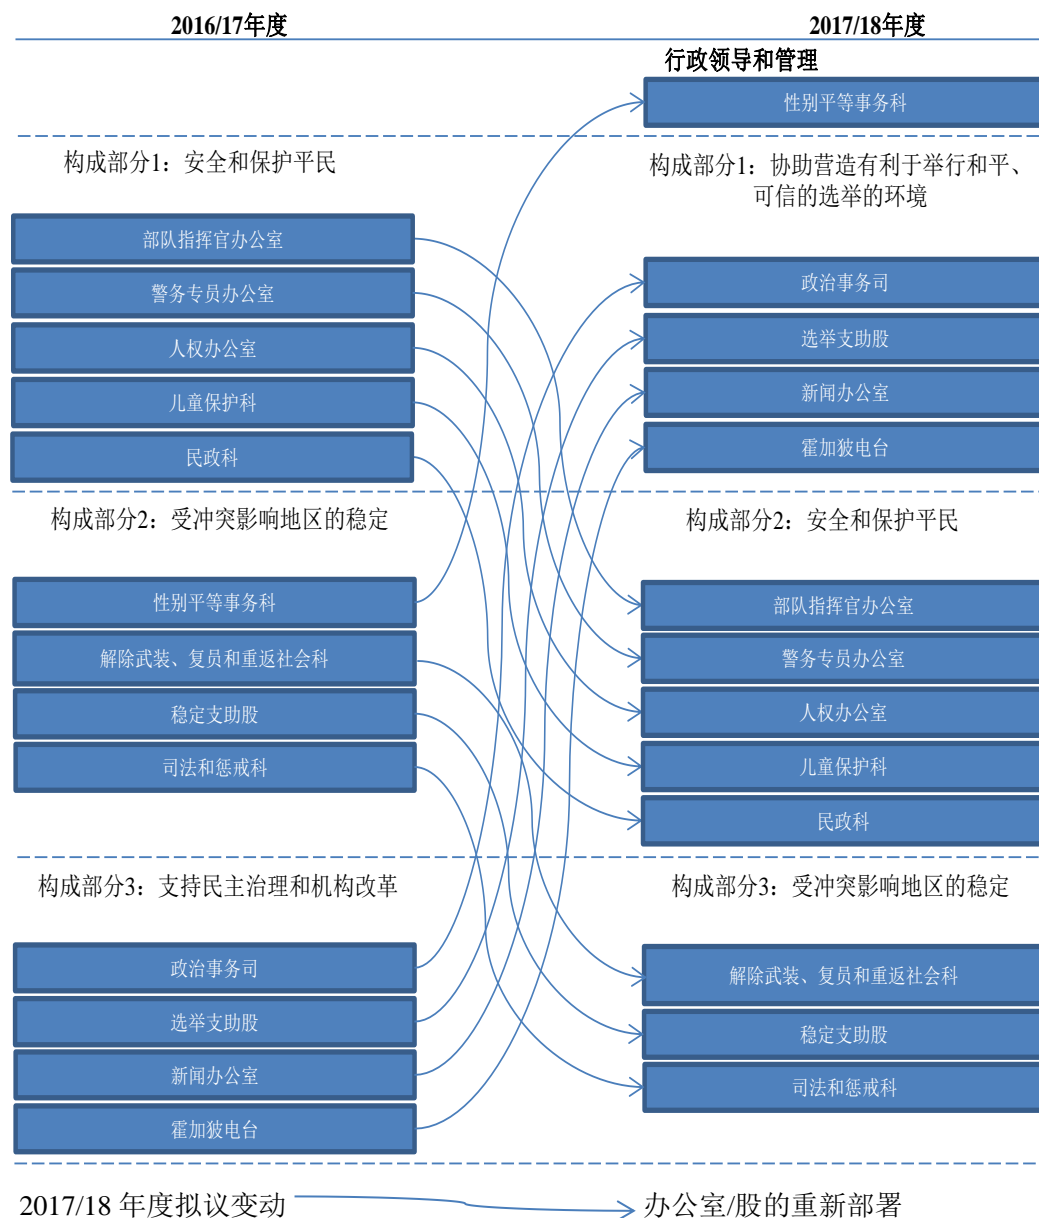 2016/17年度
2017/18年度
行政领导和管理
性别平等事务科
构成部分1：安全和保护平民
部队指挥官办公室
警务专员办公室
人权办公室
儿童保护科
民政科
构成部分1：协助营造有利于举行和平、
可信的选举的环境
政治事务司
选举支助股
新闻办公室
霍加狓电台
构成部分2：受冲突影响地区的稳定
性别平等事务科
解除武装、复员和重返社会科
稳定支助股
司法和惩戒科
构成部分2：安全和保护平民
部队指挥官办公室
警务专员办公室
人权办公室
儿童保护科
民政科
构成部分3：支持民主治理和机构改革
政治事务司
选举支助股
新闻办公室
霍加狓电台
构成部分3：受冲突影响地区的稳定
解除武装、复员和重返社会科
稳定支助股
司法和惩戒科
2017/18 年度拟议变动
办公室/股的重新部署